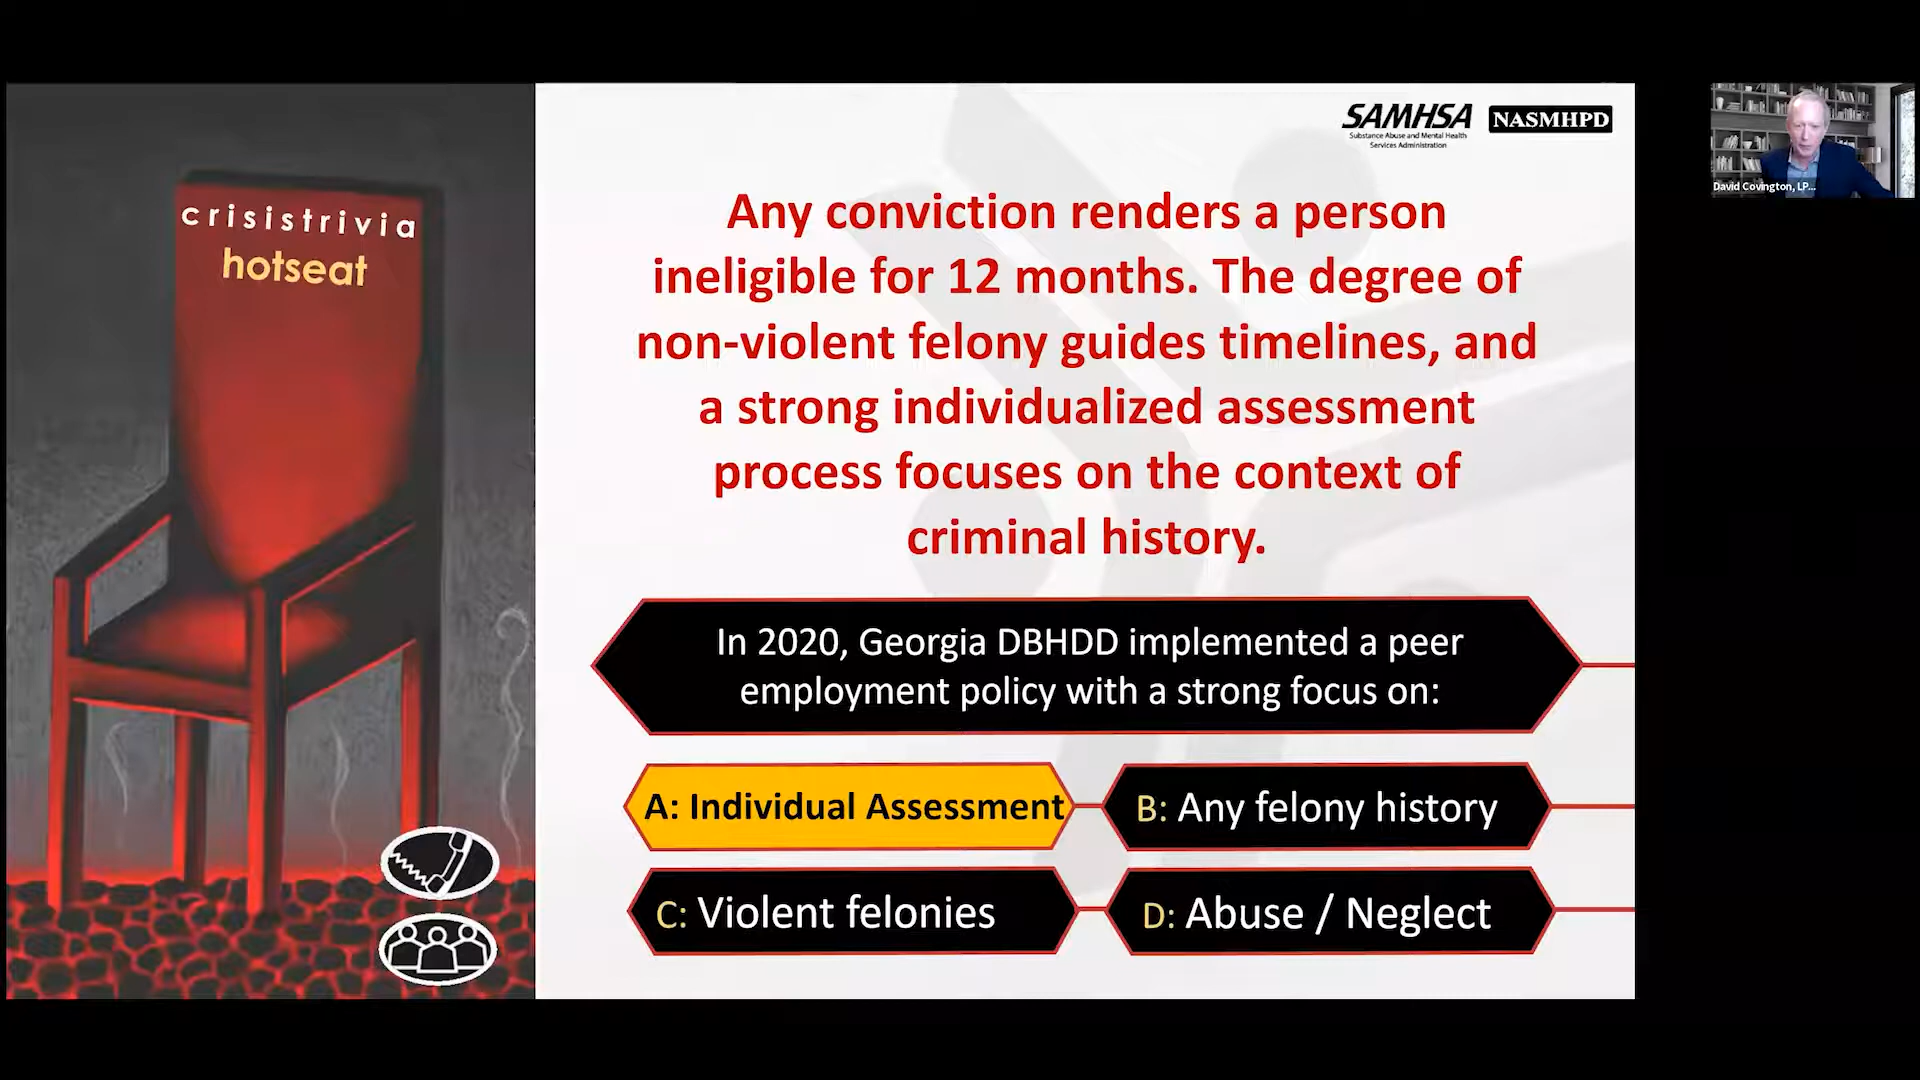 crisistrivia
hotseat
SAMHSA
Substance Abuse and Mental Health
Services Administration
NASMHPD
Any conviction renders a person
ineligible for 12 months. The degree of
non-violent felony guides timelines, and
a strong individualized assessment
process focuses on the context of
criminal history.
In 2020, Georgia DBHDD implemented a peer
employment policy with a strong focus on:
A: Individual Assessment
B: Any felony history
C: Violent felonies
D: Abuse / Neglect
David Covington, LP...